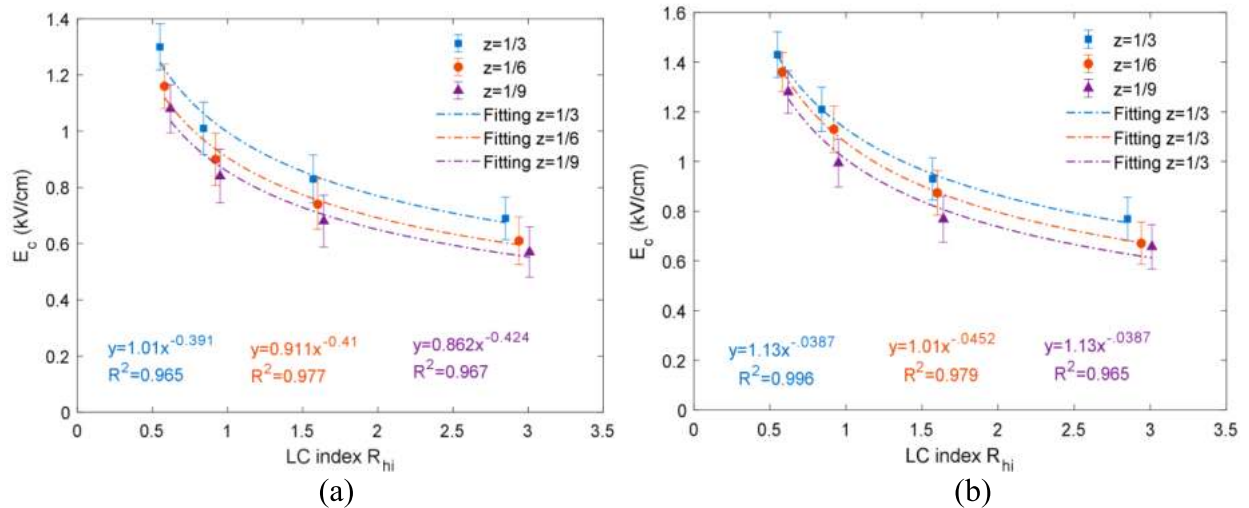 1.4
1.2
1
0.8
0.6
0.4
0.2
0
E_c (kV/cm)
z=1/3
z=1/6
z=1/9
Fitting z=1/3
Fitting z=1/6
Fitting z=1/9
y=1.01x^-0.391 y=0.911x^-0.41 y=0.862x^-0.424
R^2=0.965 R^2=0.977 R^2=0.967
0 0.5 1 1.5 2 2.5 3 3.5
LC index R_hi
(a)
1.6
1.4
1.2
1
0.8
0.6
0.4
0.2
0
E_c (kV/cm)
z=1/3
z=1/6
z=1/9
Fitting z=1/3
Fitting z=1/3
Fitting z=1/3
y=1.13x^-.0387 y=1.01x^-.0452 y=1.13x^-.0387
R^2=0.996 R^2=0.979 R^2=0.965
0 0.5 1 1.5 2 2.5 3 3.5
LC index R_hi
(b)